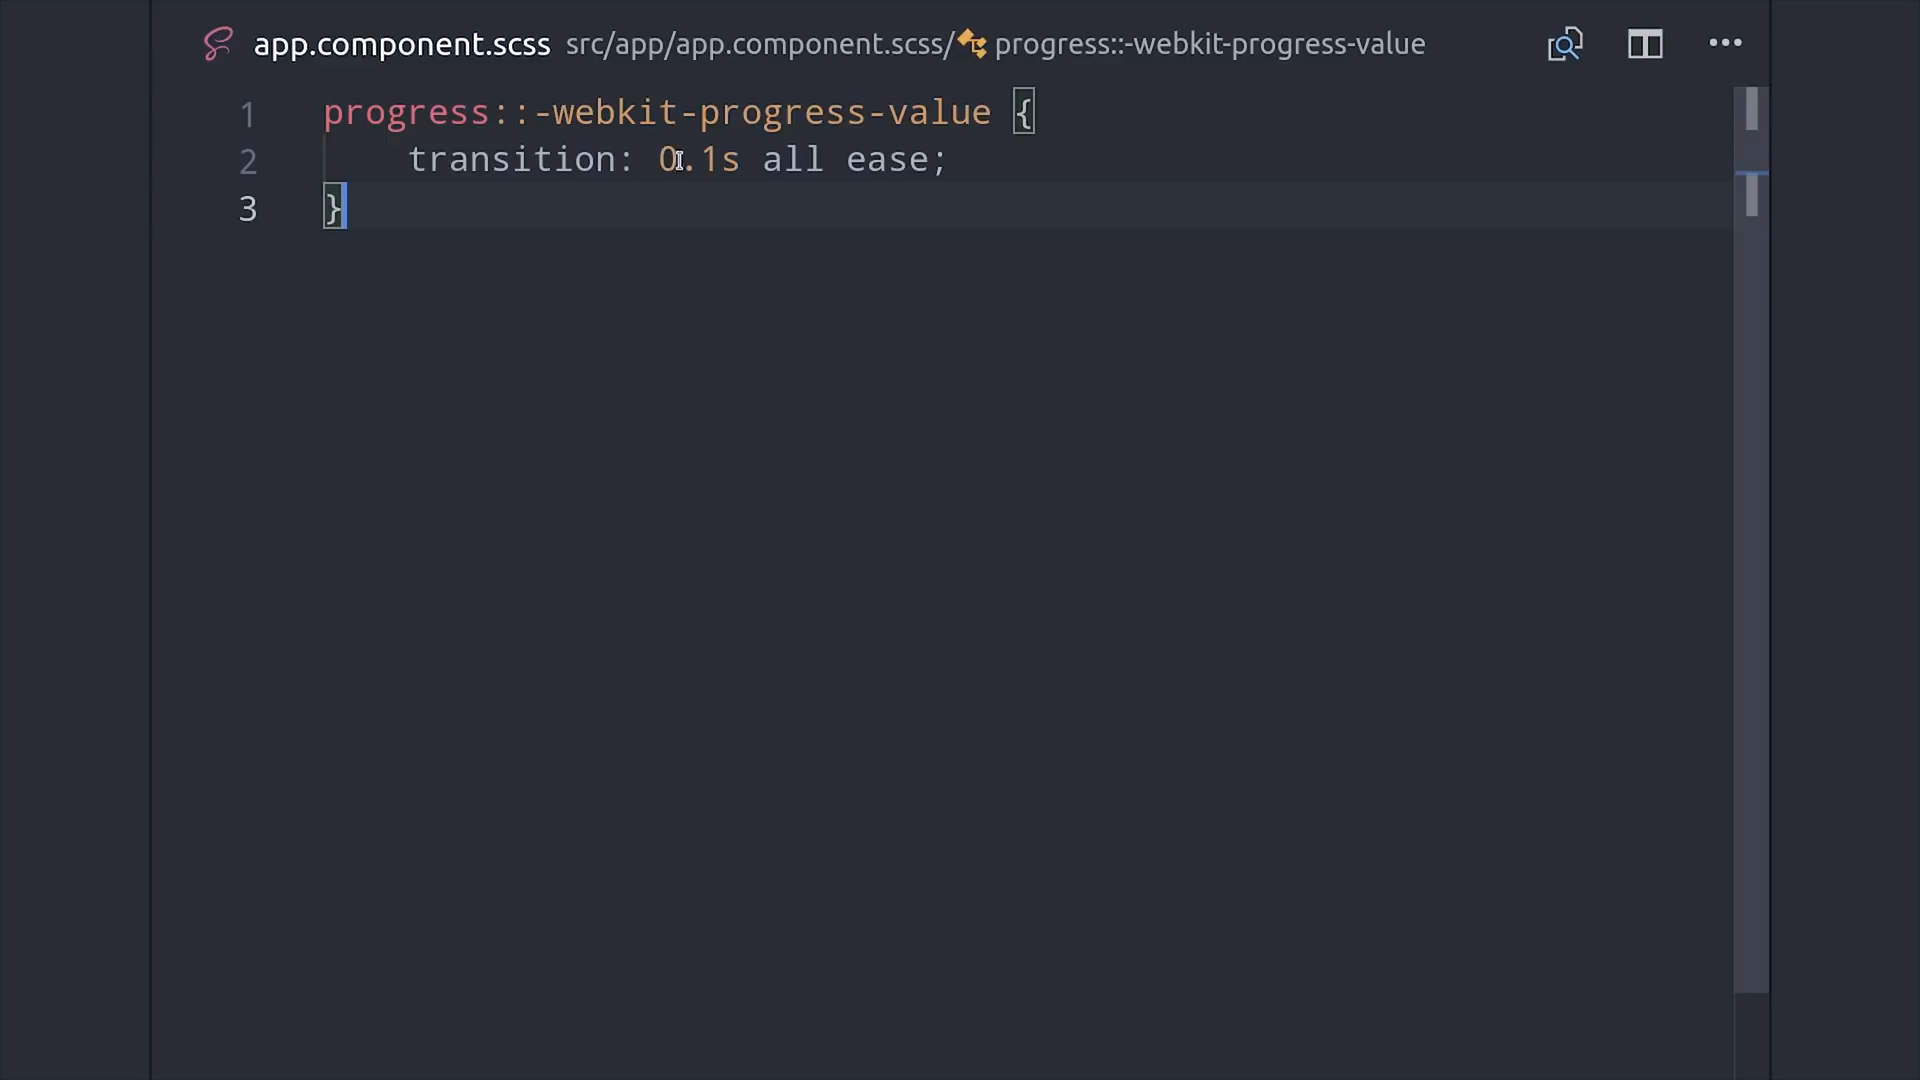 app.component.scss src/app/app.component.scss/ progress::-webkit-progress-value
1 progress::-webkit-progress-value {
2 transition: 0.1s all ease;
3 }